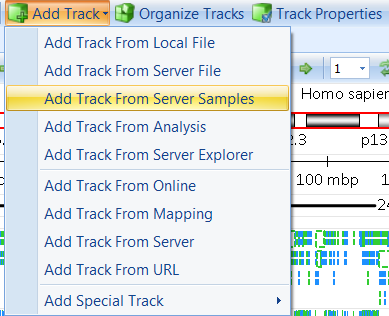 Add Track Organize Tracks Track Properties
Add Track From Local File
Add Track From Server File
1
Add Track From Server Samples
Homo sapien
Add Track From Analysis
2.3 p13
Add Track From Server Explorer
Add Track From Online
100 mbp
Add Track From Mapping
24
Add Track From Server
Add Track From URL
Add Special Track